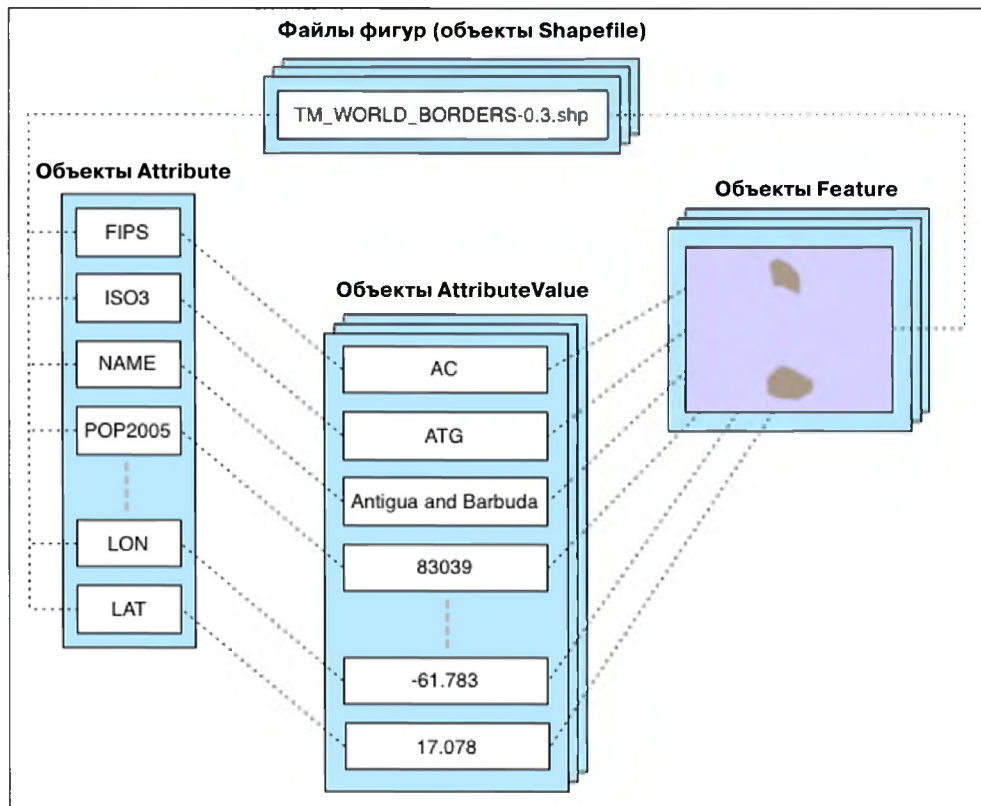 Файлы фигур (объекты Shapefile)
TM_WORLD_BORDERS-0.3.shp
Объекты Attribute
FIPS
ISO3
NAME
POP2005
LON
LAT
Объекты AttributeValue
AC
ATG
Antigua and Barbuda
83039
-61.783
17.078
Объекты Feature